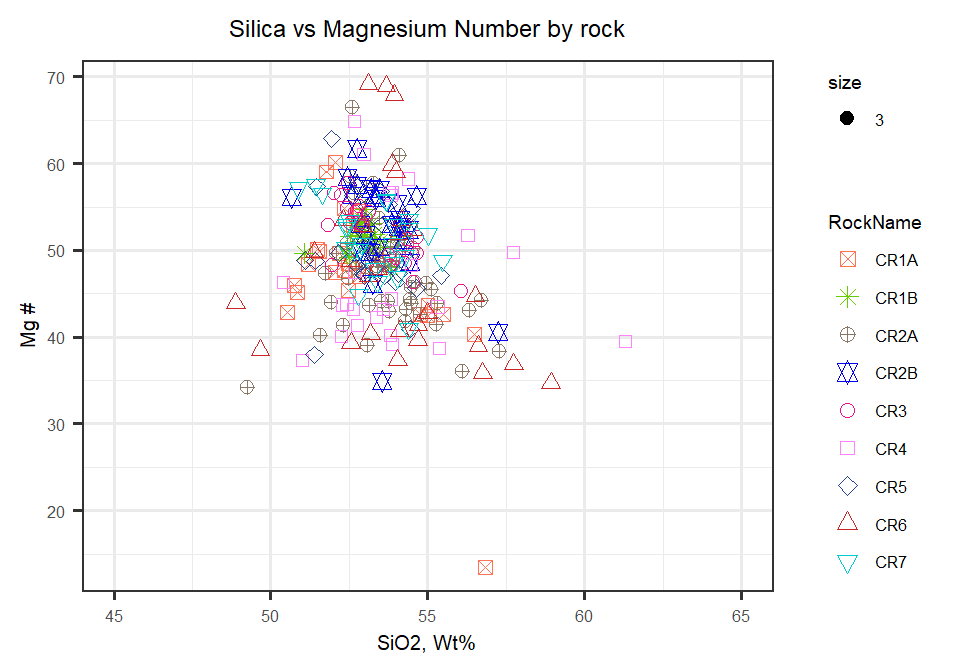 Silica vs Magnesium Number by rock
70
60
50
40
30
20
Mg #
45
50
55
60
65
SiO2, Wt%
size
3
RockName
CR1A
CR1B
CR2A
CR2B
CR3
CR4
CR5
CR6
CR7